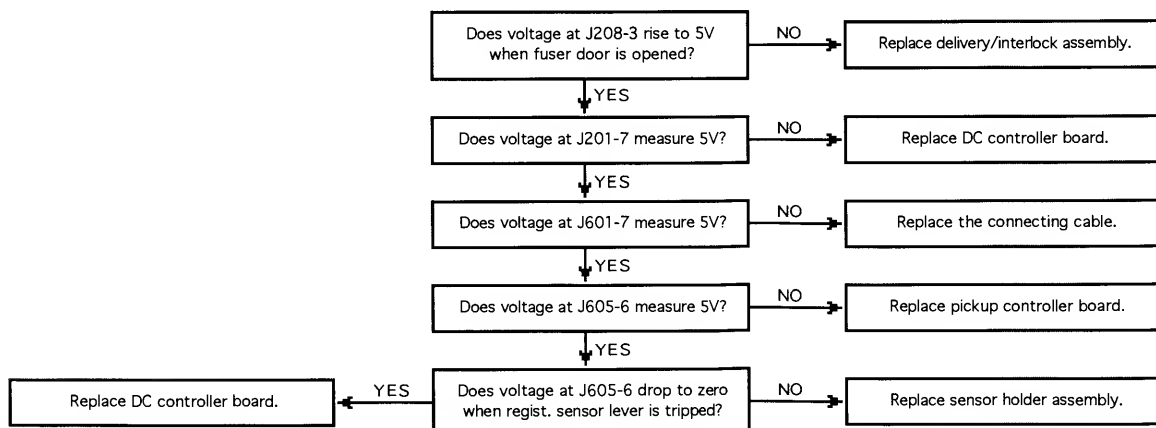 Does voltage at J208-3 rise to 5V
when fuser door is opened?
NO
Replace delivery/interlock assembly.
YES
Does voltage at J201-7 measure 5V?
NO
Replace DC controller board.
YES
Does voltage at J601-7 measure 5V?
NO
Replace the connecting cable.
YES
Does voltage at J605-6 measure 5V?
NO
Replace pickup controller board.
YES
Replace DC controller board.
YES
Does voltage at J605-6 drop to zero
when regist. sensor lever is tripped?
NO
Replace sensor holder assembly.